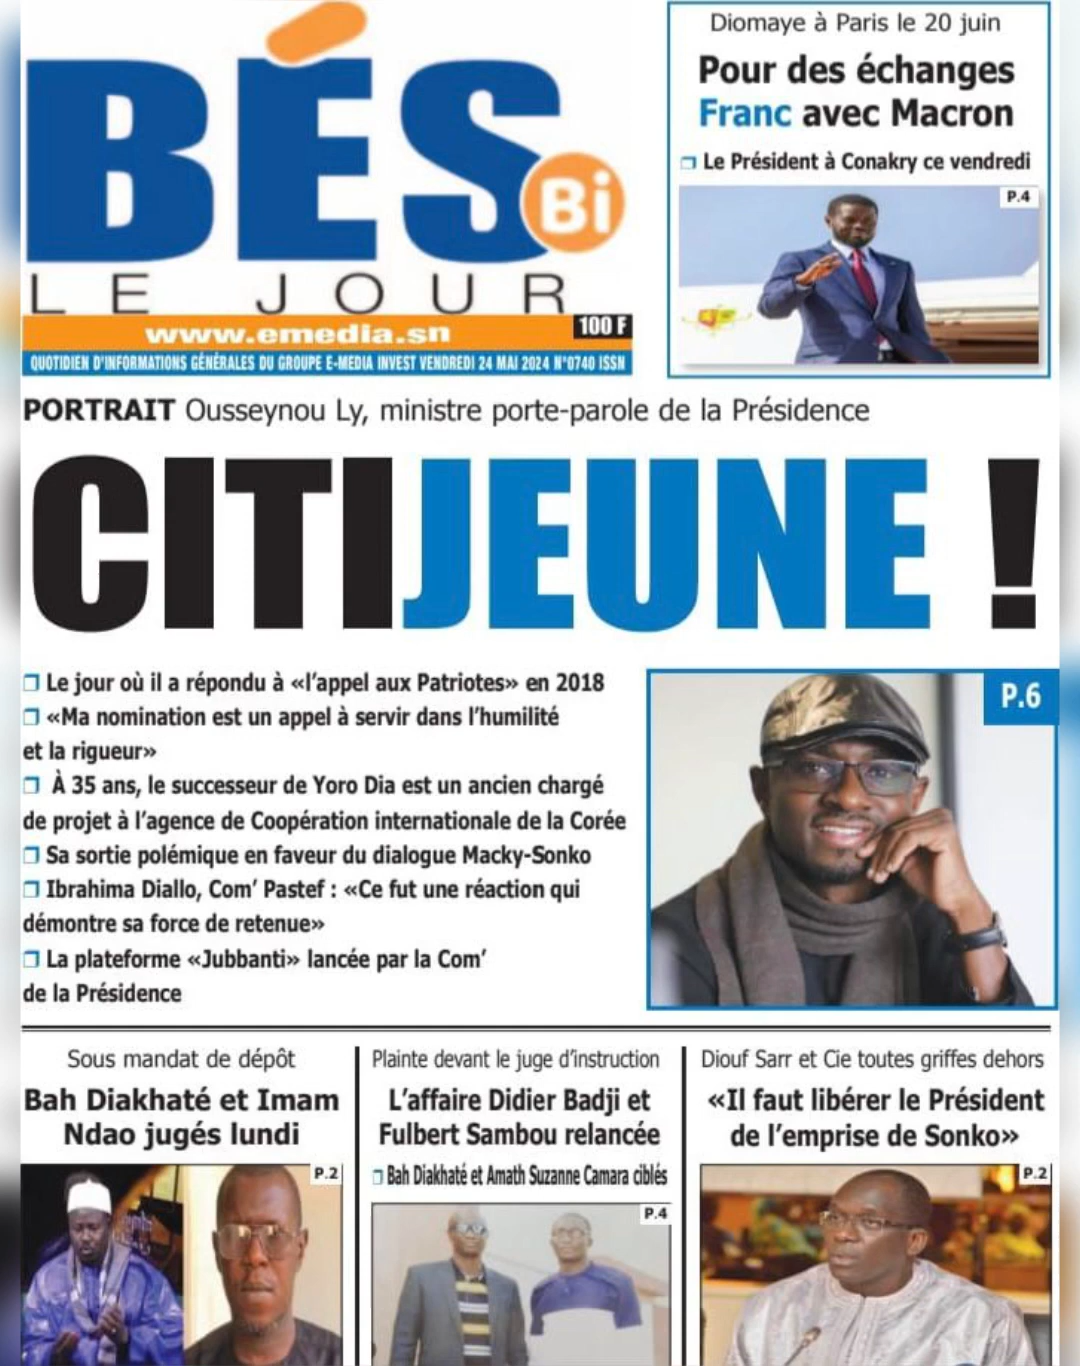 BÉS
Bi
LE JOUR
www.emedia.sn
100 F
QUOTIDIEN D'INFORMATIONS GÉNÉRALES DU GROUPE E-MEDIA INVEST VENDREDI 24 MAI 2024 N°0740 ISSN
Diomaye à Paris le 20 juin
Pour des échanges
Franc avec Macron
❒ Le Président à Conakry ce vendredi
P.4
PORTRAIT Ousseynou Ly, ministre porte-parole de la Présidence
CITIJEUNE !
❒ Le jour où il a répondu à «l'appel aux Patriotes» en 2018
❒ «Ma nomination est un appel à servir dans l'humilité
et la rigueur»
❒ À 35 ans, le successeur de Yoro Dia est un ancien chargé
de projet à l'agence de Coopération internationale de la Corée
❒ Sa sortie polémique en faveur du dialogue Macky-Sonko
❒ Ibrahima Diallo, Com' Pastef : «Ce fut une réaction qui
démontre sa force de retenue»
❒ La plateforme «Jubbanti» lancée par la Com'
de la Présidence
P.6
Sous mandat de dépôt
Bah Diakhaté et Imam
Ndao jugés lundi
P.2
Plainte devant le juge d'instruction
L'affaire Didier Badji et
Fulbert Sambou relancée
❒ Bah Diakhaté et Amath Suzanne Camara ciblés
P.4
Diouf Sarr et Cie toutes griffes dehors
«Il faut libérer le Président
de l'emprise de Sonko»
P.2